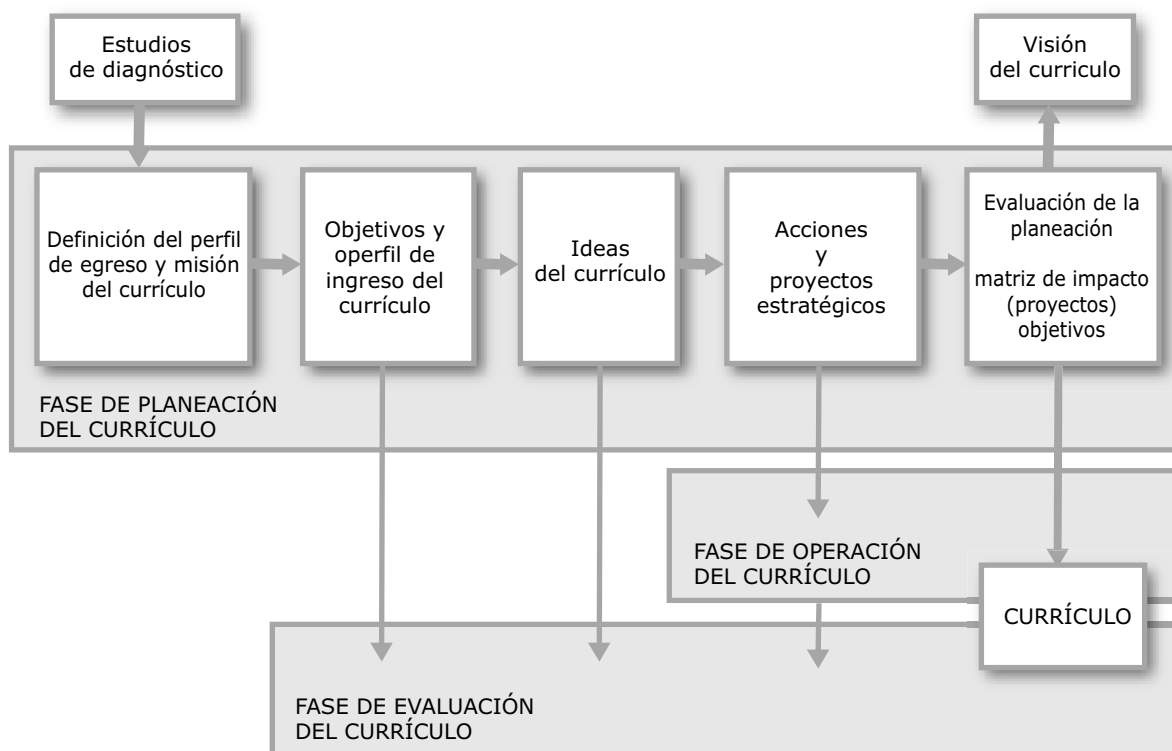 Estudios
de diagnóstico
Visión
del curriculo
Definición del perfil
de egreso y misión
del currículo
Objetivos y
operfil de
ingreso del
currículo
Ideas
del currículo
Acciones
y
proyectos
estratégicos
Evaluación de la
planeación
matriz de impacto
(proyectos)
objetivos
FASE DE PLANEACIÓN
DEL CURRÍCULO
FASE DE OPERACIÓN
DEL CURRÍCULO
CURRÍCULO
FASE DE EVALUACIÓN
DEL CURRÍCULO